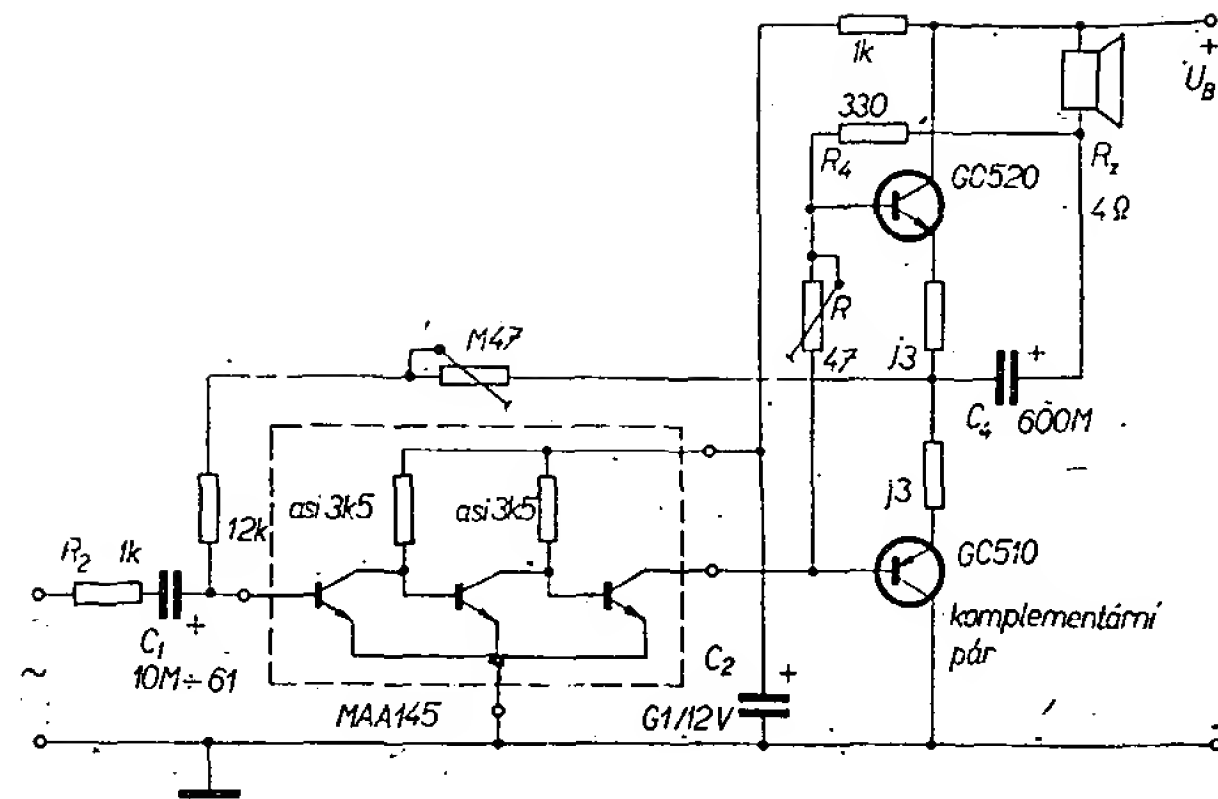 1k
+
U_B
330
R_4
GC520
R_z
4Ω
M47
R
47
j3
+
C_4
600M
asi 3k5
asi 3k5
j3
12k
R_2
1k
GC510
C_1
+
10M÷61
komplementární
pár
C_2
+
~
MAA145
G1/12V